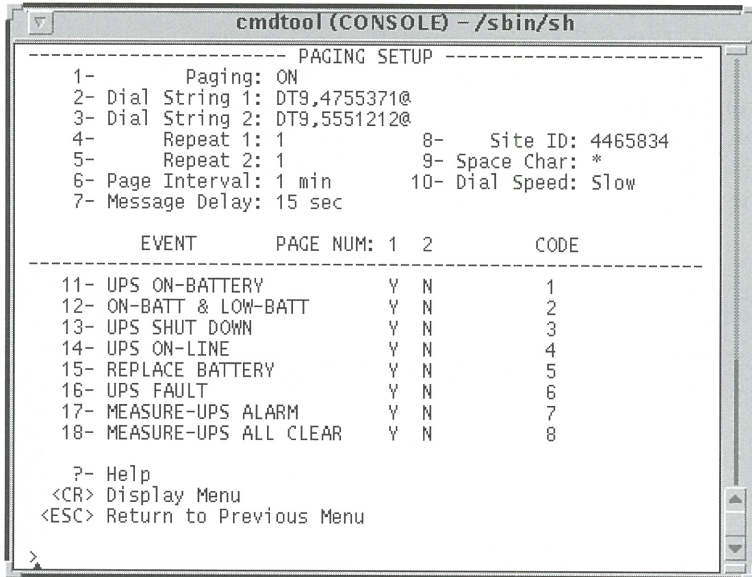 cmdtool (CONSOLE) – /sbin/sh
----------------------- PAGING SETUP -----------------------
1- Paging: ON
2- Dial String 1: DT9,4755371@
3- Dial String 2: DT9,5551212@
4- Repeat 1: 1 8- Site ID: 4465834
5- Repeat 2: 1 9- Space Char: *
6- Page Interval: 1 min 10- Dial Speed: Slow
7- Message Delay: 15 sec
EVENT PAGE NUM: 1 2 CODE
------------------------------------------------------------
11- UPS ON-BATTERY Y N 1
12- ON-BATT & LOW-BATT Y N 2
13- UPS SHUT DOWN Y N 3
14- UPS ON-LINE Y N 4
15- REPLACE BATTERY Y N 5
16- UPS FAULT Y N 6
17- MEASURE-UPS ALARM Y N 7
18- MEASURE-UPS ALL CLEAR Y N 8
?- Help
<CR> Display Menu
<ESC> Return to Previous Menu
>